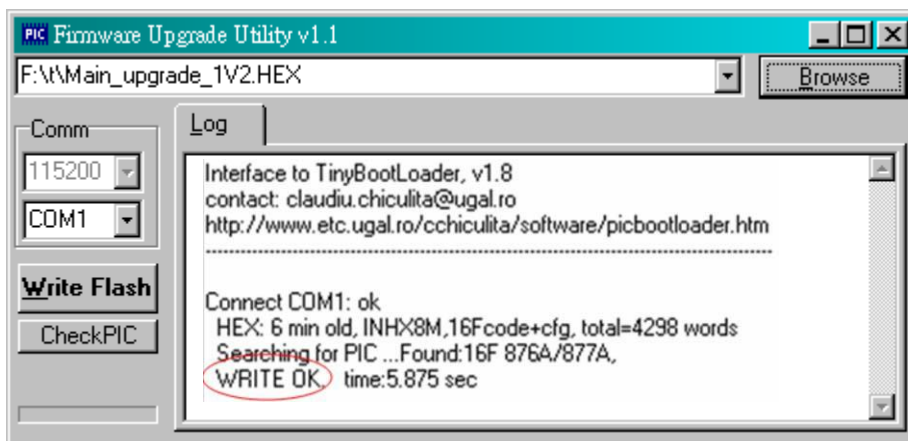 PIC Firmware Upgrade Utility v1.1
F:\t\Main_upgrade_1V2.HEX
Browse
Comm
Log
115200
COM1
Write Flash
CheckPIC
Interface to TinyBootLoader, v1.8
contact: claudiu.chiculita@ugal.ro
http://www.etc.ugal.ro/cchiculita/software/picbootloader.htm
Connect COM1: ok
HEX: 6 min old, INHX8M,16Fcode+cfg, total=4298 words
Searching for PIC ...Found:16F 876A/877A,
WRITE OK, time:5.875 sec